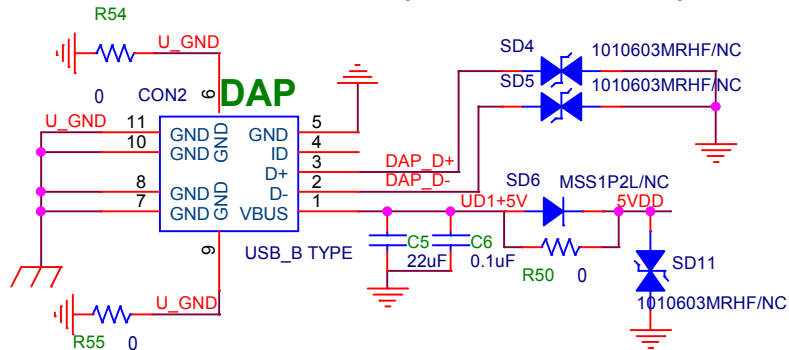 R54
U_GND
0
CON2
6
DAP
SD4
1010603MRHF/NC
SD5
1010603MRHF/NC
U_GND
11
GND
GND
GND
5
10
GND
ID
4
D+
3
DAP_D+
8
GND
GND
D-
2
DAP_D-
7
GND
VBUS
1
UD1+5V
SD6
MSS1P2L/NC
5VDD
9
USB_B TYPE
C5
22uF
C6
0.1uF
R50
0
SD11
1010603MRHF/NC
U_GND
R55
0